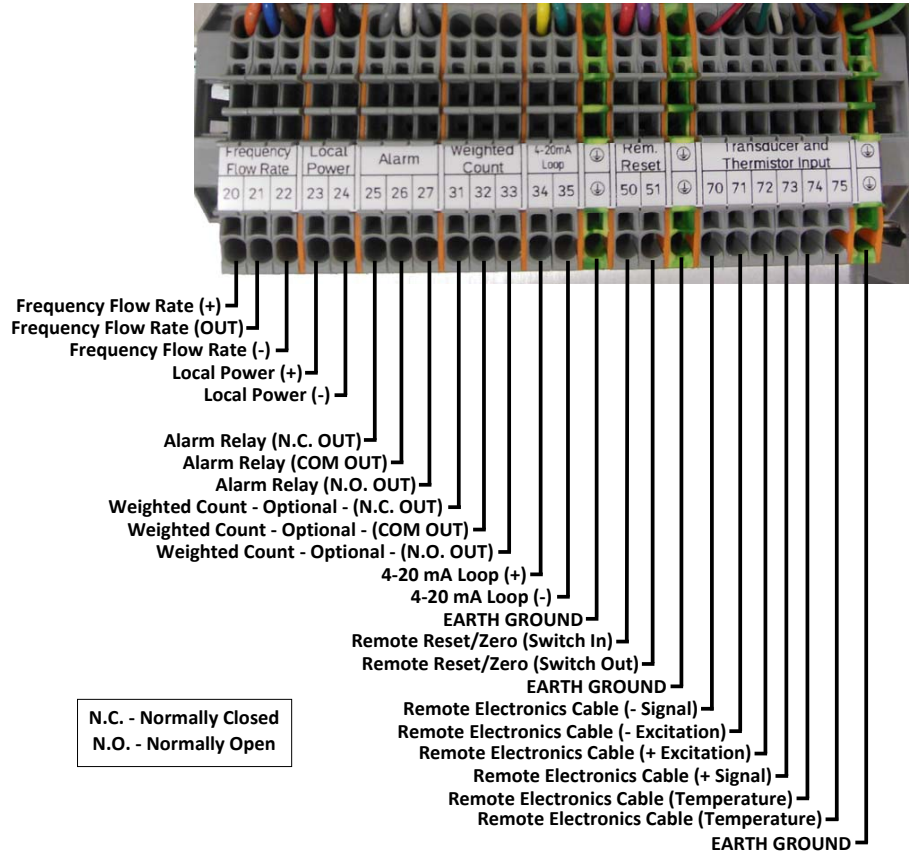 Frequency Local Alarm Weighted 4-20mA Rem. Transducer and
Flow Rate Power Count Loop Reset Thermistor Input
20 21 22 23 24 25 26 27 31 32 33 34 35 50 51 70 71 72 73 74 75
Frequency Flow Rate (+)
Frequency Flow Rate (OUT)
Frequency Flow Rate (-)
Local Power (+)
Local Power (-)
Alarm Relay (N.C. OUT)
Alarm Relay (COM OUT)
Alarm Relay (N.O. OUT)
Weighted Count - Optional - (N.C. OUT)
Weighted Count - Optional - (COM OUT)
Weighted Count - Optional - (N.O. OUT)
4-20 mA Loop (+)
4-20 mA Loop (-)
EARTH GROUND
Remote Reset/Zero (Switch In)
Remote Reset/Zero (Switch Out)
EARTH GROUND
Remote Electronics Cable (- Signal)
Remote Electronics Cable (- Excitation)
Remote Electronics Cable (+ Excitation)
Remote Electronics Cable (+ Signal)
Remote Electronics Cable (Temperature)
Remote Electronics Cable (Temperature)
EARTH GROUND
N.C. - Normally Closed
N.O. - Normally Open